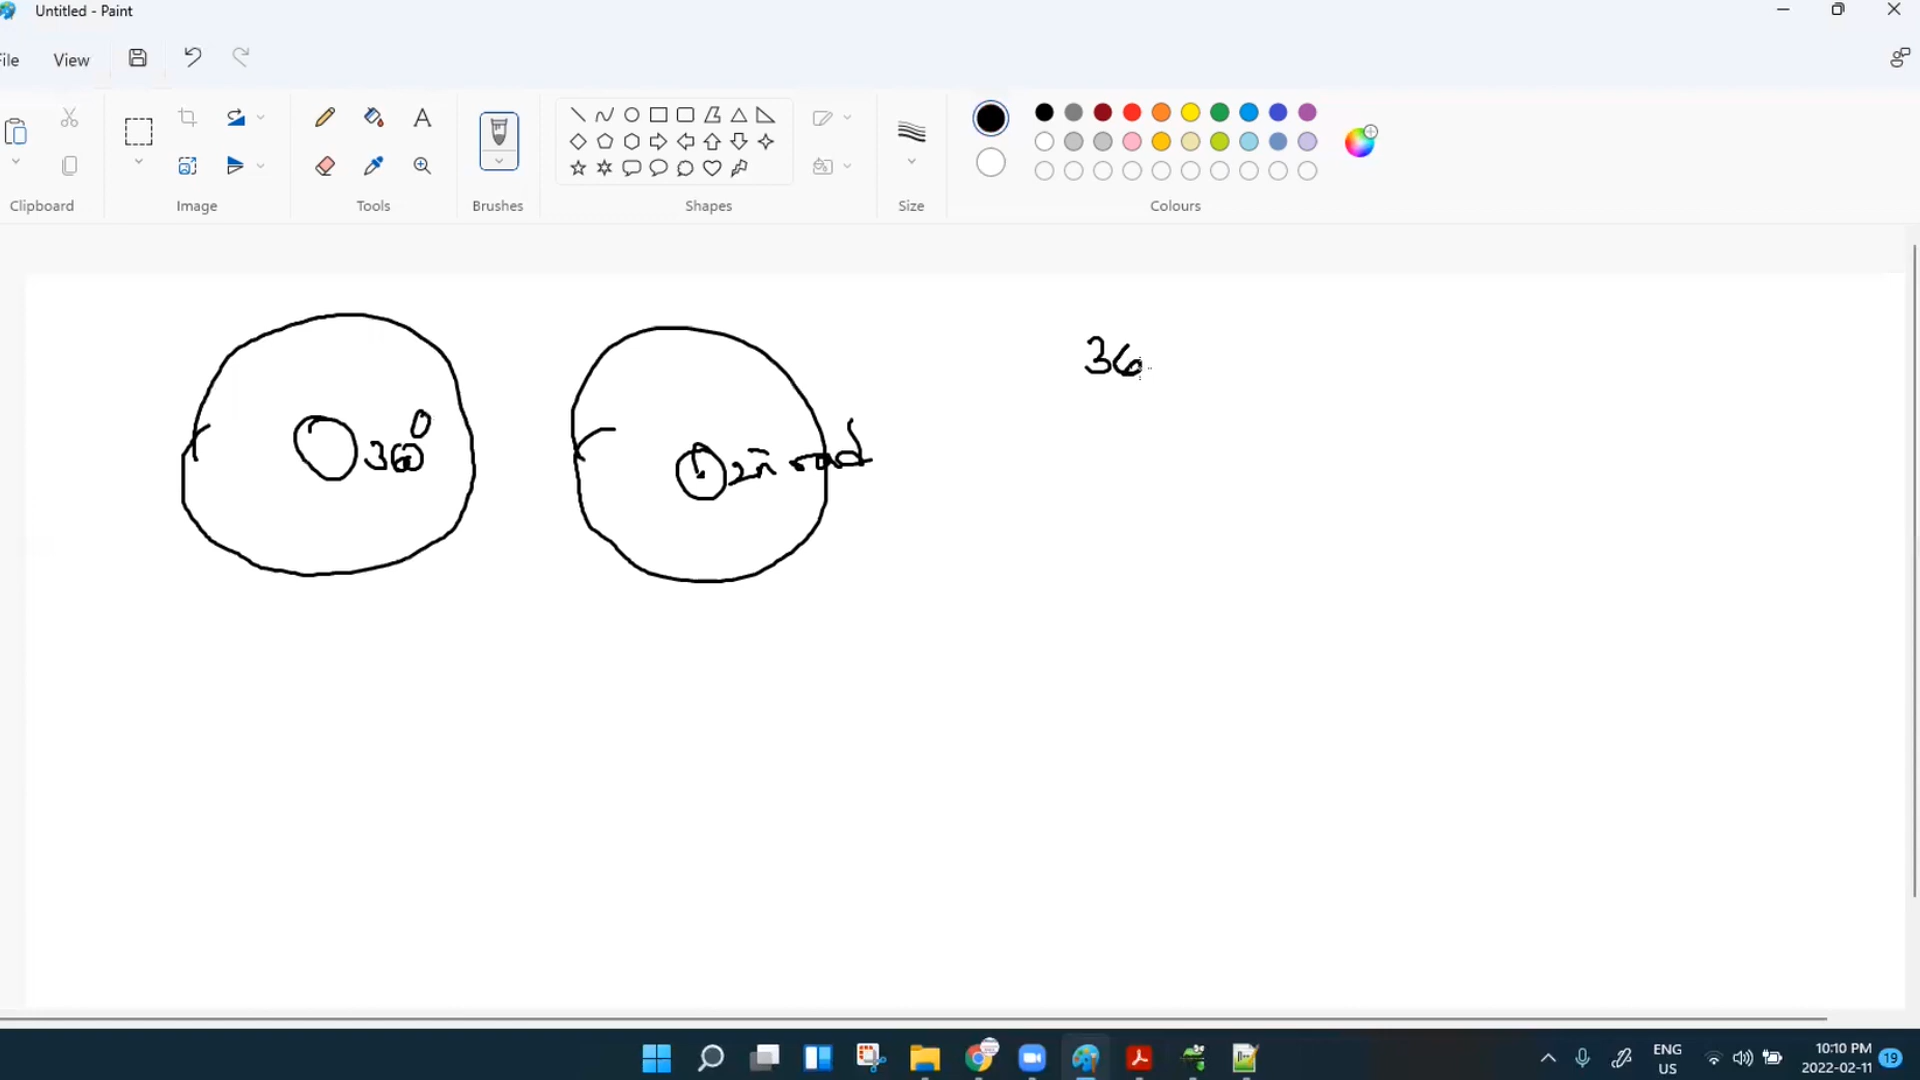 Untitled - Paint
File View
Clipboard Image Tools Brushes Shapes Size Colours
360° 2π rad 36
ENG
US
10:10 PM
2022-02-11
19